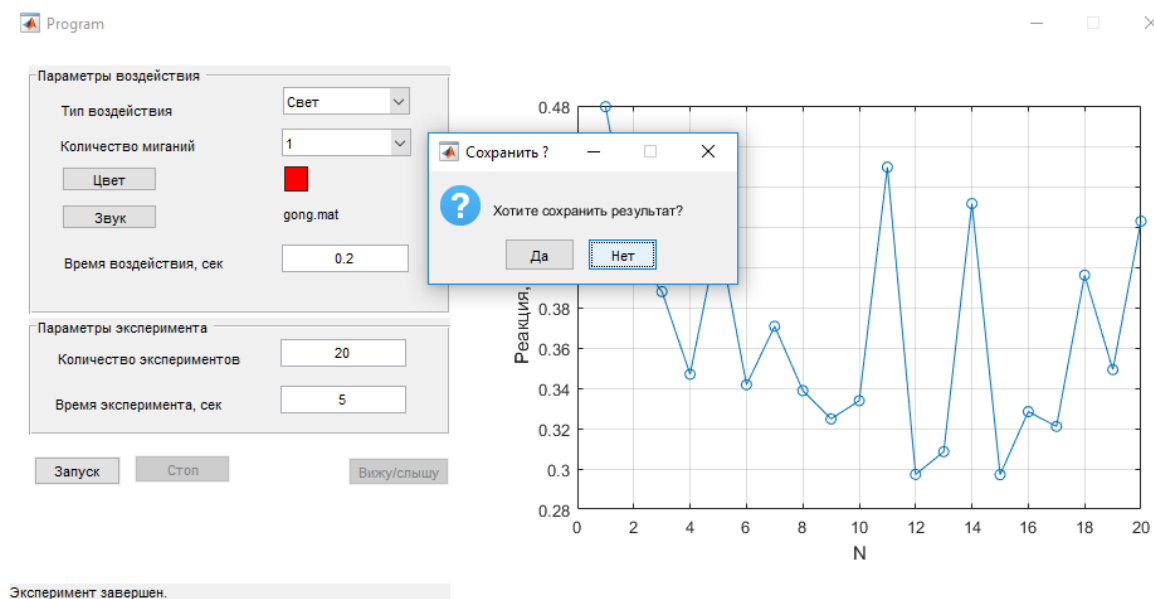 Program
Параметры воздействия
Тип воздействия
Свет
Количество миганий
1
Цвет
Звук
gong.mat
Время воздействия, сек
0.2
Параметры эксперимента
Количество экспериментов
20
Время эксперимента, сек
5
Запуск
Стоп
Вижу/слышу
Эксперимент завершен.
Сохранить ?
Хотите сохранить результат?
Да
Нет
0.48
0.38
0.36
0.34
0.32
0.3
0.28
Реакция,
0 2 4 6 8 10 12 14 16 18 20
N